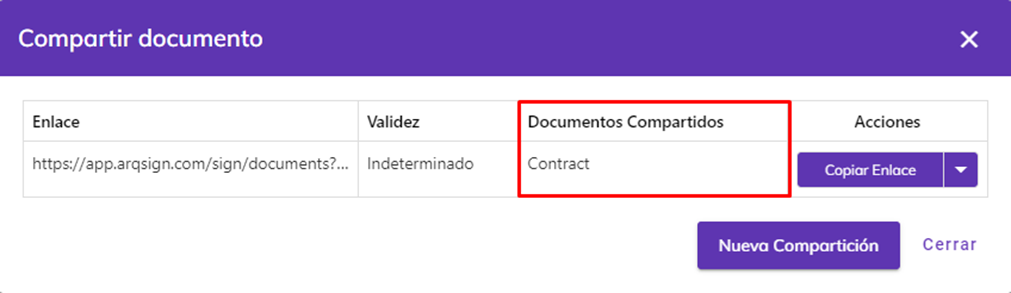 Compartir documento
Enlace Validez Documentos Compartidos Acciones
https://app.arqsign.com/sign/documents?... Indeterminado Contract Copiar Enlace
Nueva Compartición Cerrar